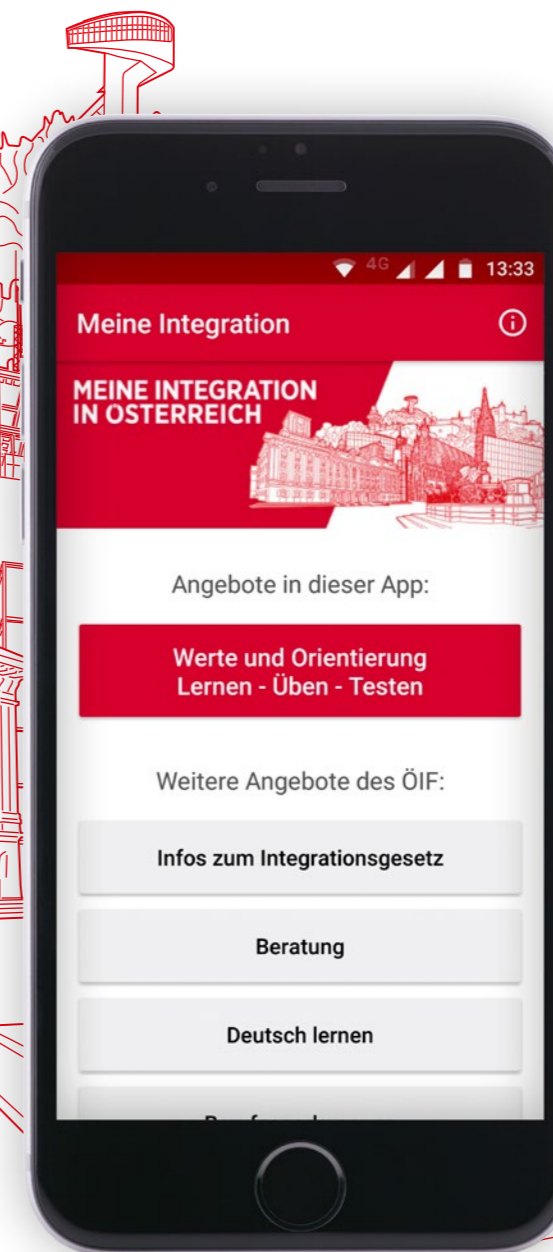 4G 13:33
Meine Integration
MEINE INTEGRATION
IN ÖSTERREICH
Angebote in dieser App:
Werte und Orientierung
Lernen - Üben - Testen
Weitere Angebote des ÖIF:
Infos zum Integrationsgesetz
Beratung
Deutsch lernen